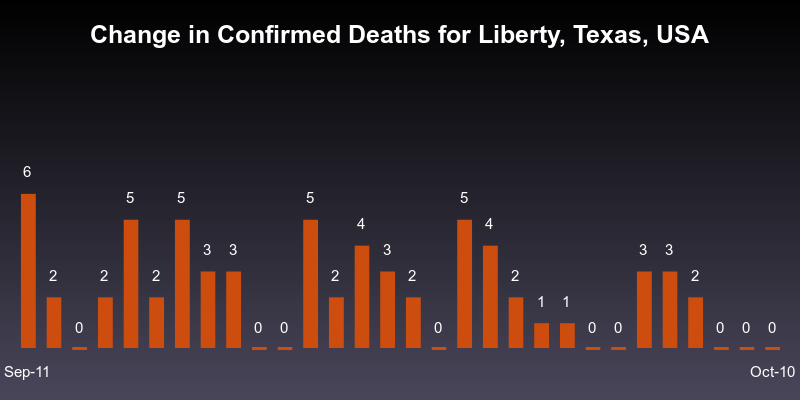 Change in Confirmed Deaths for Liberty, Texas, USA
6 2 0 2 5 2 5 3 3 0 0 5 2 4 3 2 0 5 4 2 1 1 0 0 3 3 2 0 0 0
Sep-11 Oct-10